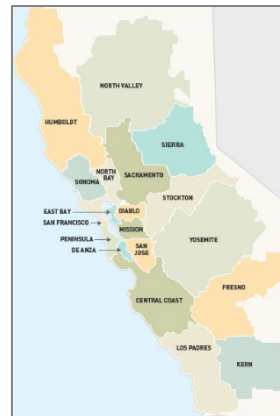 NORTH VALLEY
HUMBOLDT
SIERRA
NORTH
BAY
SACRAMENTO
SONOMA
STOCKTON
EAST BAY
DIABLO
SAN FRANCISCO
MISSION
YOSEMITE
PENINSULA
SAN
JOSE
DE ANZA
FRESNO
CENTRAL COAST
LOS PADRES
KERN